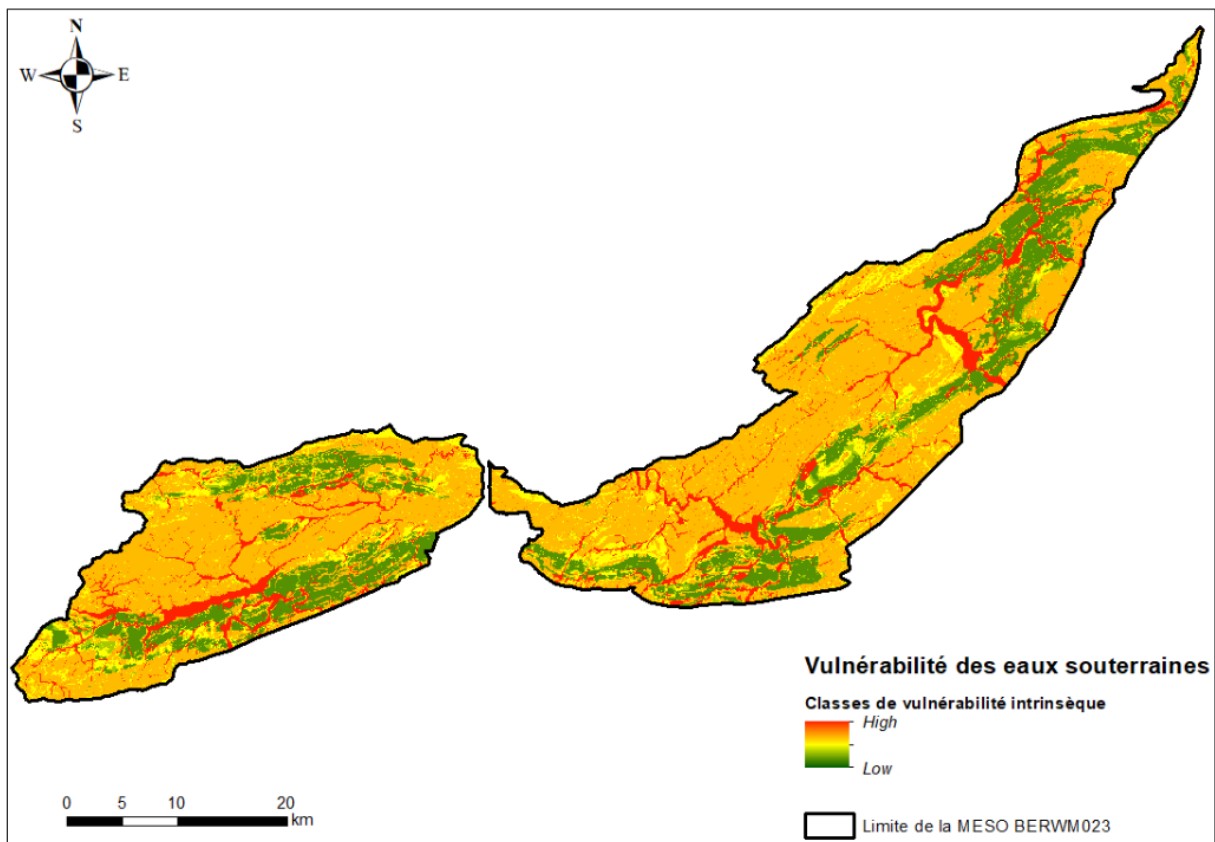 N
W E
S
Vulnérabilité des eaux souterraines
Classes de vulnérabilité intrinsèque
High
Low
0 5 10 20
km
Limite de la MESO BERWM023